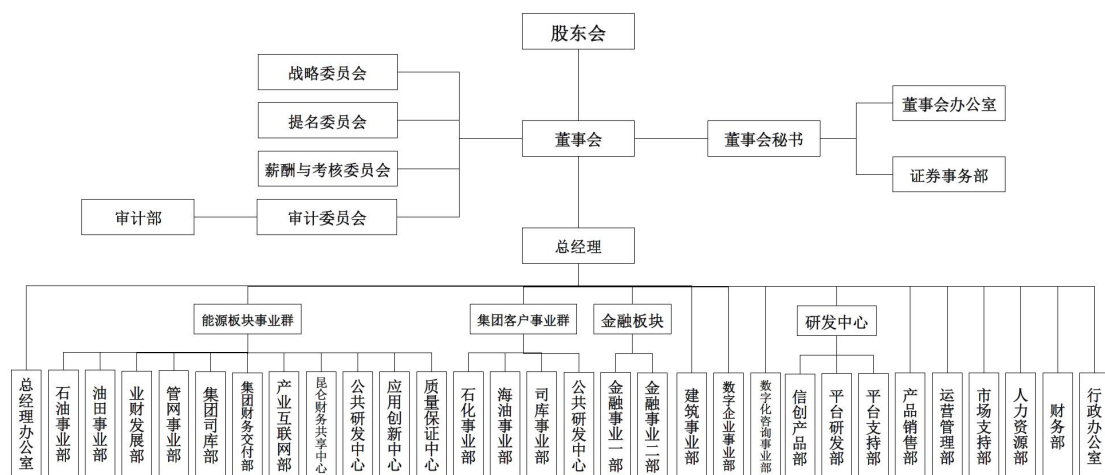 股东会
战略委员会
提名委员会
薪酬与考核委员会
审计委员会
审计部
董事会
董事会秘书
董事会办公室
证券事务部
总经理
能源板块事业群
集团客户事业群
金融板块
研发中心
总经理办公室
石油事业部
油田事业部
业财发展部
管网事业部
集团司库部
集团财务交付部
产业互联网部
昆仑财务共享中心
公共研发中心
应用创新中心
质量保证中心
石化事业部
海油事业部
司库事业部
公共研发中心
金融事业一部
金融事业二部
建筑事业部
数字企业事业部
数字化咨询事业部
信创产品部
平台研发部
平台支持部
产品销售部
运营管理部
市场支持部
人力资源部
财务部
行政办公室